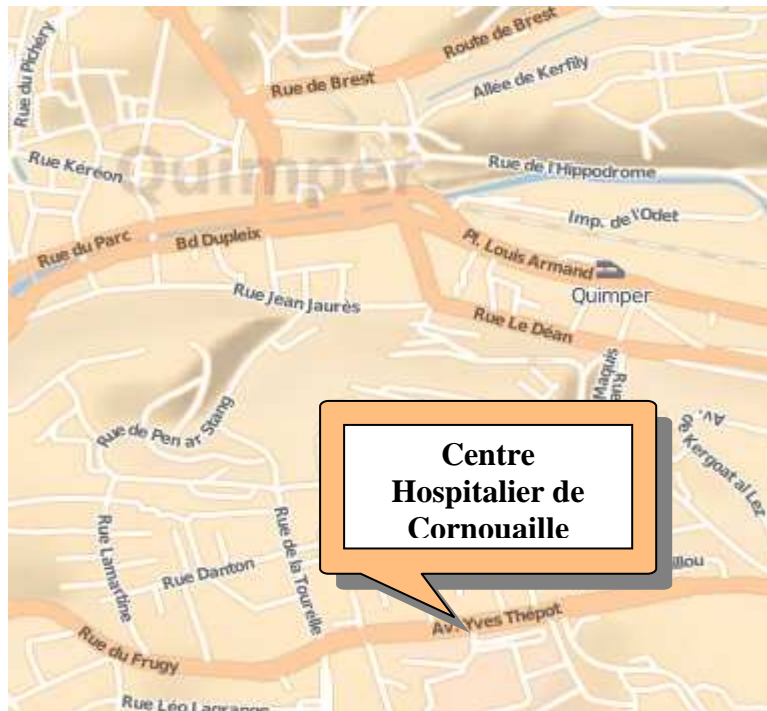 Route de Brest
Rue du Pichéry
Rue de Brest
Allée de Kerfily
Rue Kéréon
Quimper
Rue de l'Hippodrome
Imp. de l'Odet
Rue du Parc
Bd Dupleix
Pl. Louis Armand
Quimper
Rue Jean Jaurès
Rue Le Déan
Rue
Av. de Kergoat al Lez
Rue de Pen ar Stang
Centre
Hospitalier de
Cornouaille
Rue Lamartine
Rue de la Tourelle
Rue Danton
illou
Av. Yves Thépot
Rue du Frugy
Rue Léo Lagrange